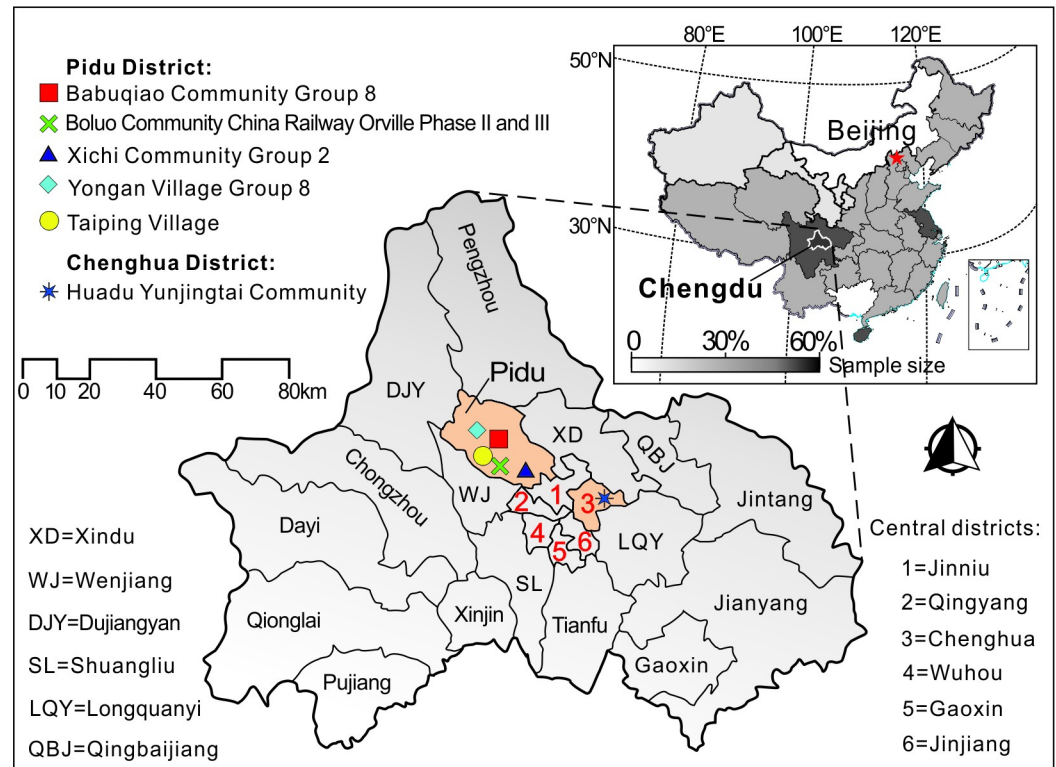 Pidu District:
Babuqiao Community Group 8
Boluo Community China Railway Orville Phase II and III
Xichi Community Group 2
Yongan Village Group 8
Taiping Village
Chenghua District:
Huadu Yunjingtai Community
0 10 20 40 60 80km
80°E 100°E 120°E
50°N
30°N
Beijing
Chengdu
0 30% 60%
Sample size
Pengzhou
Pidu
DJY
XD
QBJ
Chongzhou
WJ
Jintang
Dayi
1
2
3
4
5
6
LQY
SL
Jianyang
Qionglai
Xinjin
Tianfu
Gaoxin
Pujiang
XD=Xindu
WJ=Wenjiang
DJY=Dujiangyan
SL=Shuangliu
LQY=Longquanyi
QBJ=Qingbaijiang
Central districts:
1=Jinniu
2=Qingyang
3=Chenghua
4=Wuhou
5=Gaoxin
6=Jinjiang